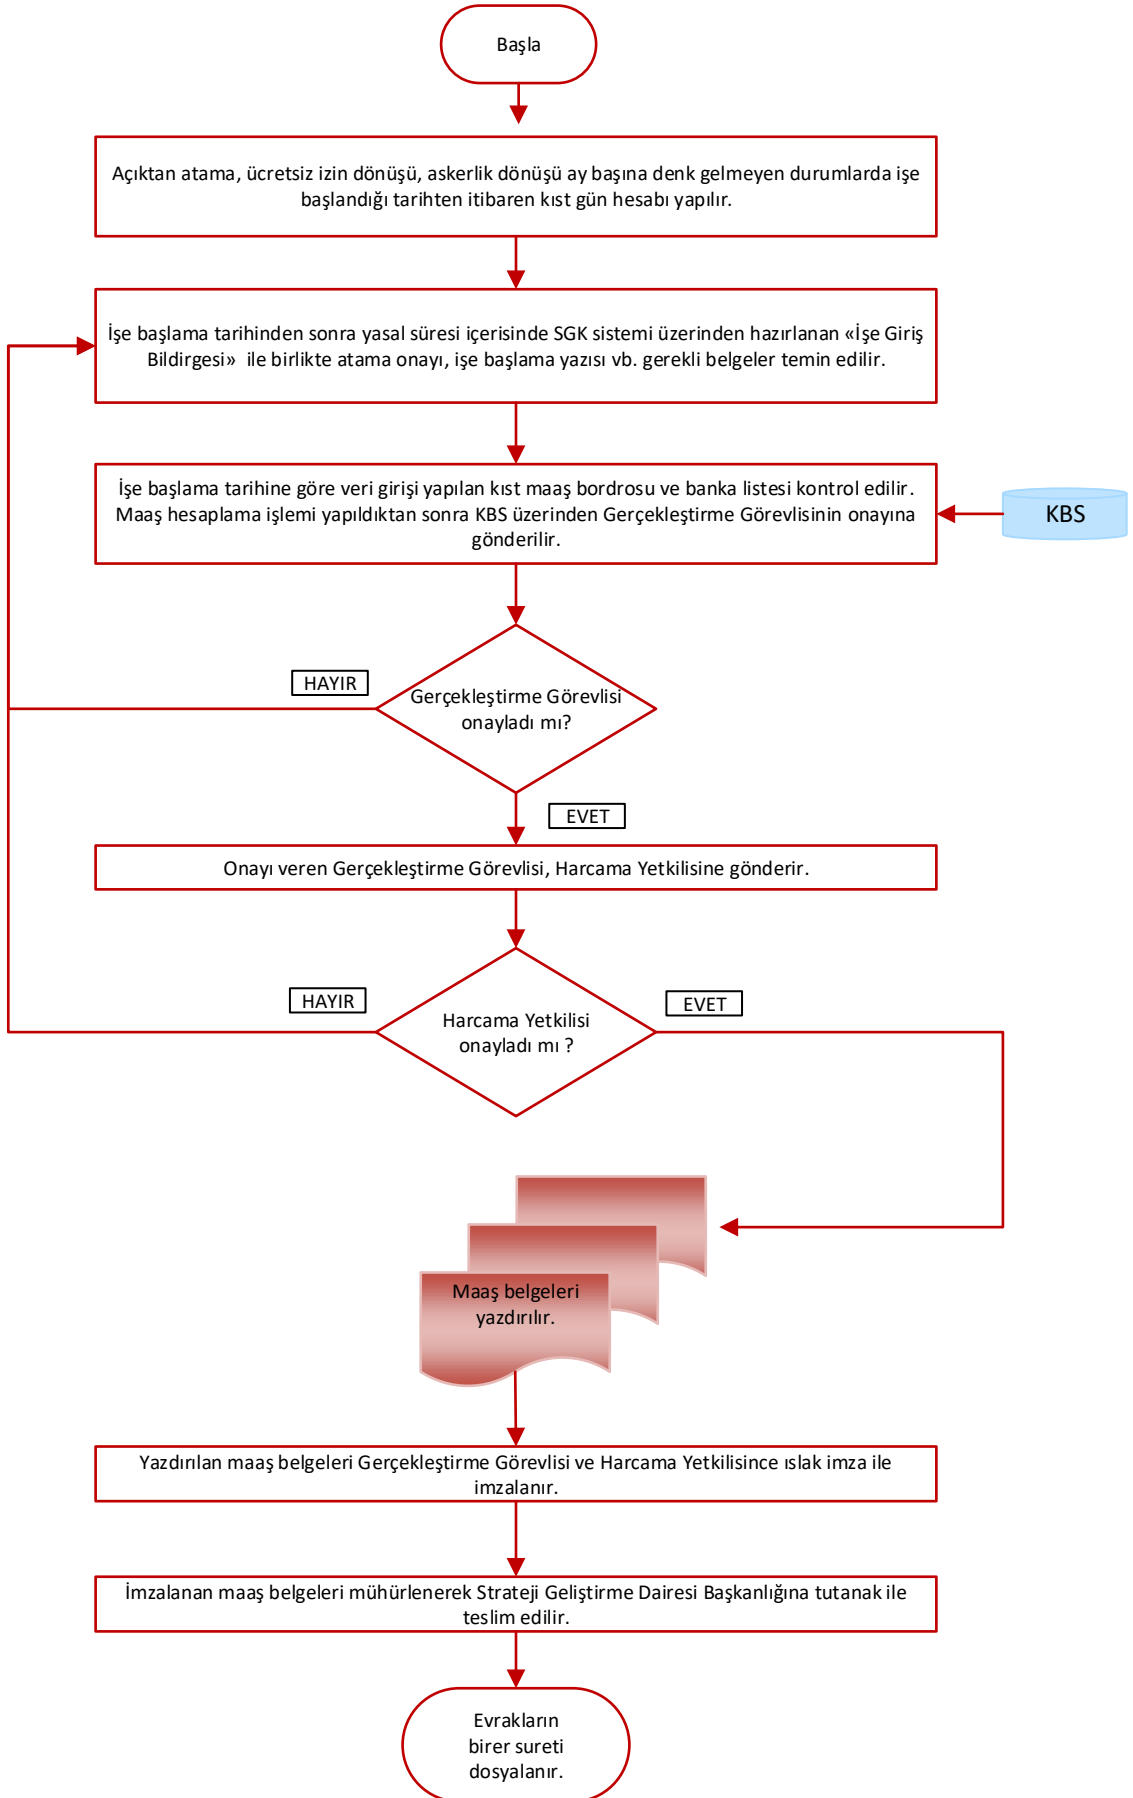 Başla
Açıktan atama, ücretsiz izin dönüşü, askerlik dönüşü ay başına denk gelmeyen durumlarda işe
başlandığı tarihten itibaren kıst gün hesabı yapılır.
İşe başlama tarihinden sonra yasal süresi içerisinde SGK sistemi üzerinden hazırlanan «İşe Giriş
Bildirgesi» ile birlikte atama onayı, işe başlama yazısı vb. gerekli belgeler temin edilir.
İşe başlama tarihine göre veri girişi yapılan kıst maaş bordrosu ve banka listesi kontrol edilir.
Maaş hesaplama işlemi yapıldıktan sonra KBS üzerinden Gerçekleştirme Görevlisinin onayına
gönderilir.
KBS
HAYIR
Gerçekleştirme Görevlisi
onayladı mı?
EVET
Onayı veren Gerçekleştirme Görevlisi, Harcama Yetkilisine gönderir.
HAYIR
EVET
Harcama Yetkilisi
onayladı mı ?
Maaş belgeleri
yazdırılır.
Yazdırılan maaş belgeleri Gerçekleştirme Görevlisi ve Harcama Yetkilisince ıslak imza ile
imzalanır.
İmzalanan maaş belgeleri mühürlenerek Strateji Geliştirme Dairesi Başkanlığına tutanak ile
teslim edilir.
Evrakların
birer sureti
dosyalanır.